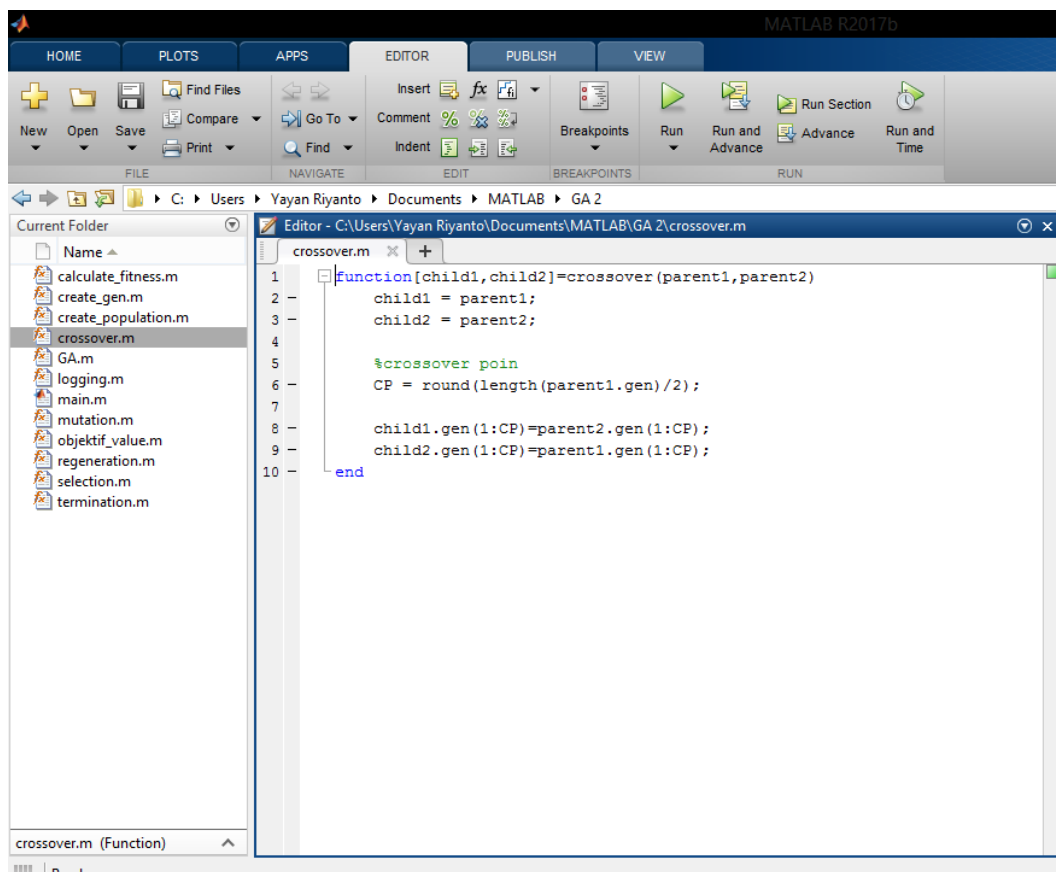 MATLAB R2017b
HOME PLOTS APPS EDITOR PUBLISH VIEW
New Open Save Find Files Compare Print
Go To Find
Insert fx Comment Indent
Breakpoints
Run Run and Advance Run Section Advance Run and Time
FILE NAVIGATE EDIT BREAKPOINTS RUN
C: Users Yayan Riyanto Documents MATLAB GA 2
Current Folder
Name
calculate_fitness.m
create_gen.m
create_population.m
crossover.m
GA.m
logging.m
main.m
mutation.m
objektif_value.m
regeneration.m
selection.m
termination.m
crossover.m (Function)
Editor - C:\Users\Yayan Riyanto\Documents\MATLAB\GA 2\crossover.m
crossover.m
1 function[child1,child2]=crossover(parent1,parent2)
2 child1 = parent1;
3 child2 = parent2;
4
5 %crossover poin
6 CP = round(length(parent1.gen)/2);
7
8 child1.gen(1:CP)=parent2.gen(1:CP);
9 child2.gen(1:CP)=parent1.gen(1:CP);
10 end